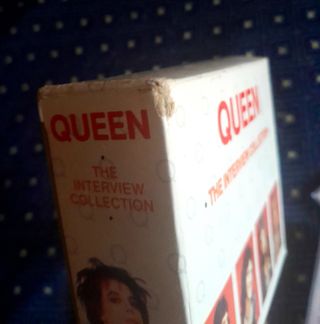 QUEEN
THE
INTERVIEW
COLLECTION
QUEEN
THE INTERVIEW COLLECTION